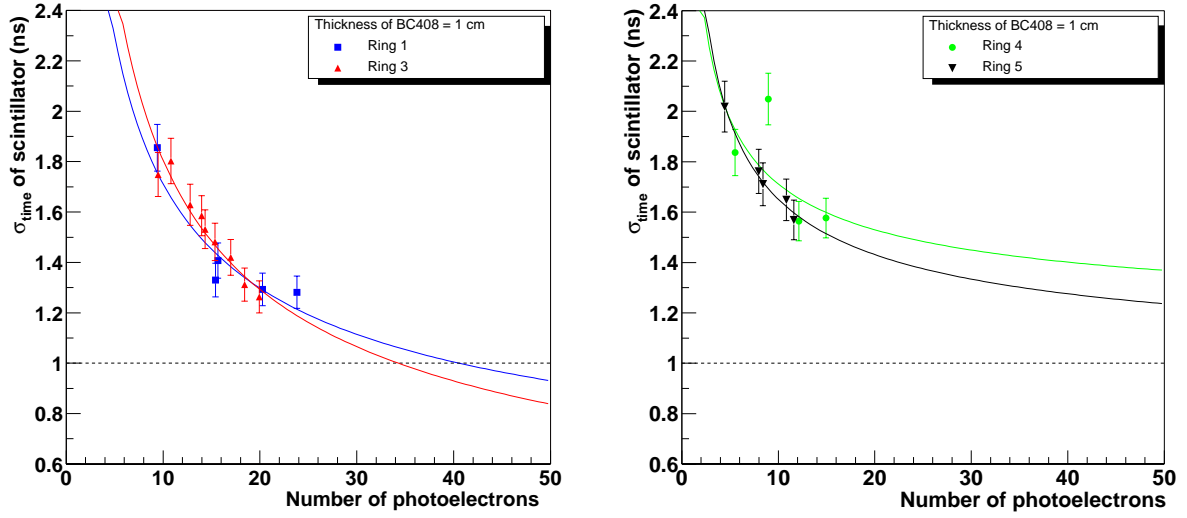 σtime of scintillator (ns)
2.4
2.2
2
1.8
1.6
1.4
1.2
1
0.8
0.6
Thickness of BC408 = 1 cm
Ring 1
Ring 3
0 10 20 30 40 50
Number of photoelectrons
σtime of scintillator (ns)
2.4
2.2
2
1.8
1.6
1.4
1.2
1
0.8
0.6
Thickness of BC408 = 1 cm
Ring 4
Ring 5
0 10 20 30 40 50
Number of photoelectrons